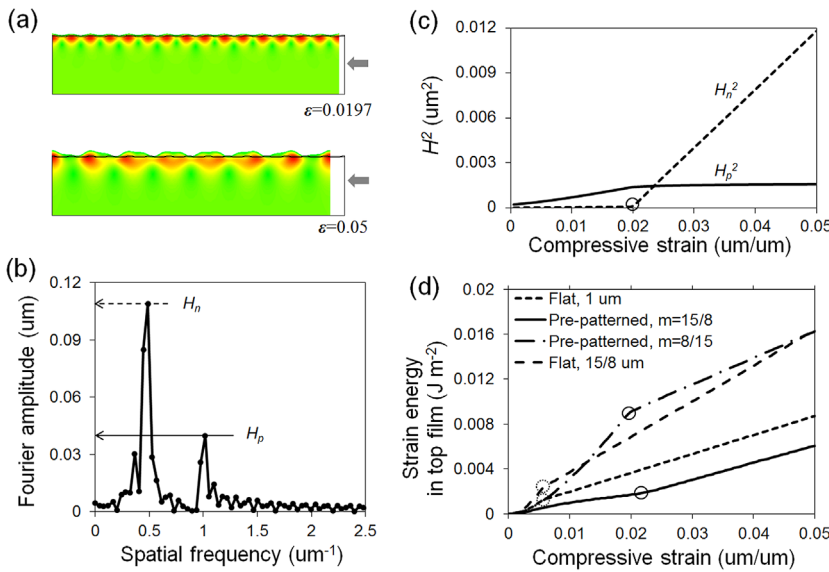 (a)
ε=0.0197
ε=0.05
(b)
Fourier amplitude (um)
0.12
0.09
0.06
0.03
0
Hn
Hp
0
0.5
1
1.5
2
2.5
Spatial frequency (um⁻¹)
(c)
H² (um²)
0.012
0.009
0.006
0.003
0
Hn²
Hp²
0
0.01
0.02
0.03
0.04
0.05
Compressive strain (um/um)
(d)
Strain energy
in top film (J m⁻²)
0.02
0.016
0.012
0.008
0.004
0
Flat, 1 um
Pre-patterned, m=15/8
Pre-patterned, m=8/15
Flat, 15/8 um
0
0.01
0.02
0.03
0.04
0.05
Compressive strain (um/um)